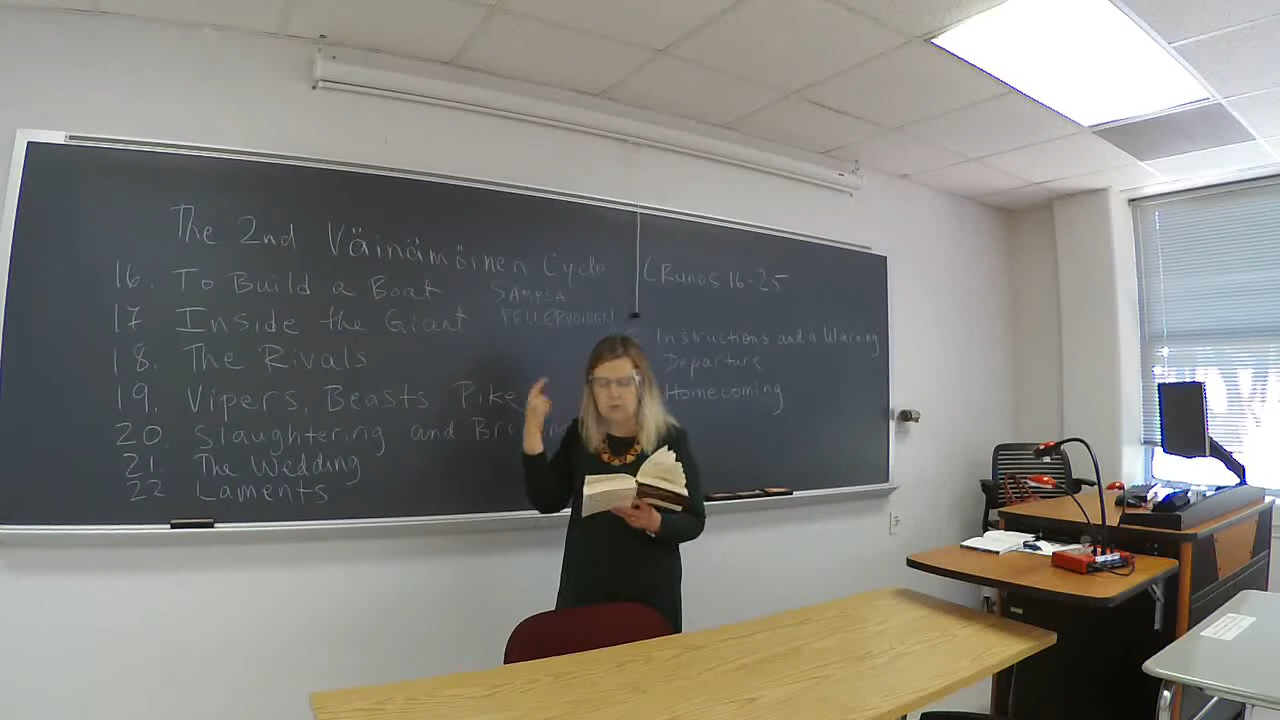 The 2nd Väinämöinen Cycle
(Runos 16-25
16. To Build a Boat
SAMPSA
PELLERVOINEN
17 Inside the Giant
18. The Rivals
19. Vipers, Beasts Pike
20. Slaughtering and Br
21. The Wedding
22 Laments
Instructions and a Warning
Departure
Homecoming